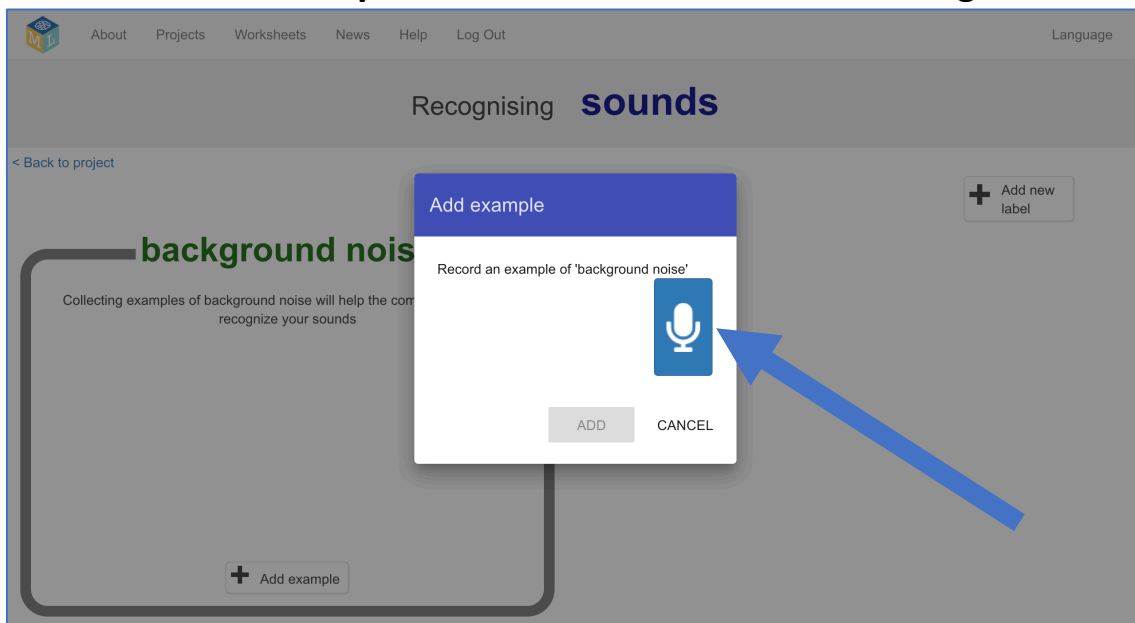 About Projects Worksheets News Help Log Out Language
Recognising sounds
< Back to project
Add new
label
Add example
background nois
Record an example of 'background noise'
Collecting examples of background noise will help the com
recognize your sounds
ADD CANCEL
Add example